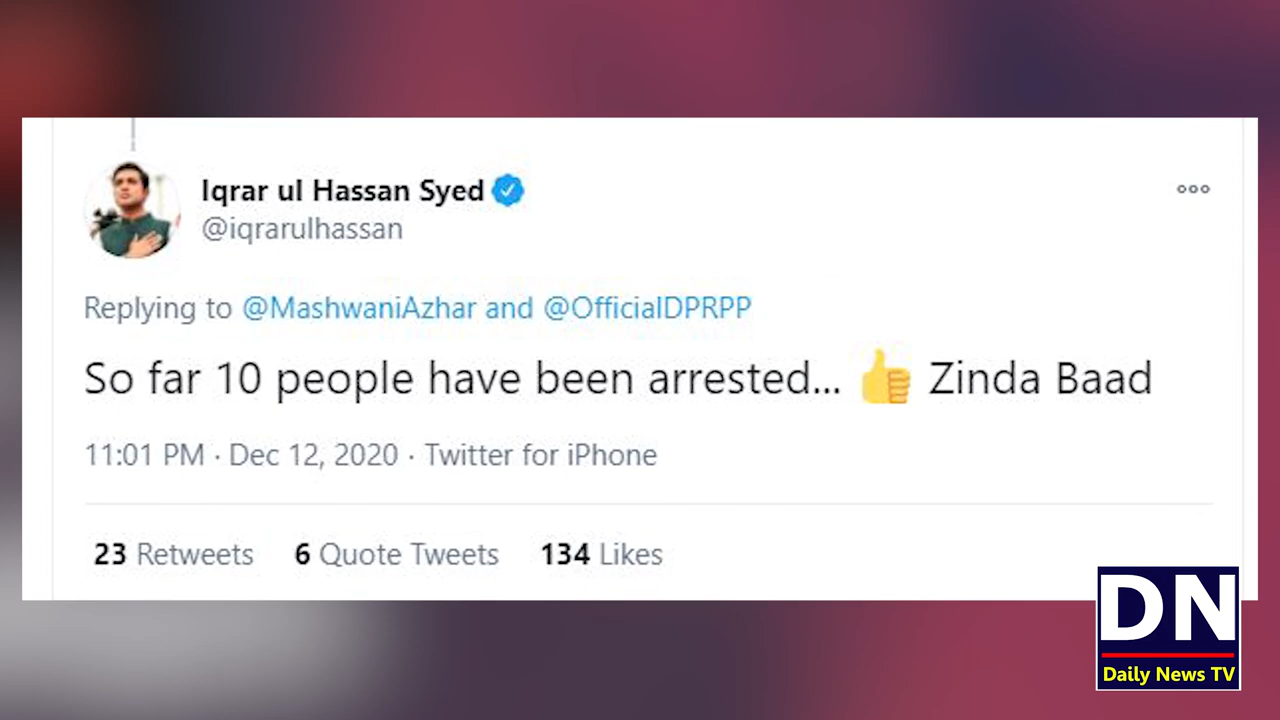 Iqrar ul Hassan Syed
@iqrarulhassan
Replying to @MashwaniAzhar and @OfficialDPRPP
So far 10 people have been arrested... 👍 Zinda Baad
11:01 PM · Dec 12, 2020 · Twitter for iPhone
23 Retweets 6 Quote Tweets 134 Likes
DN
Daily News TV